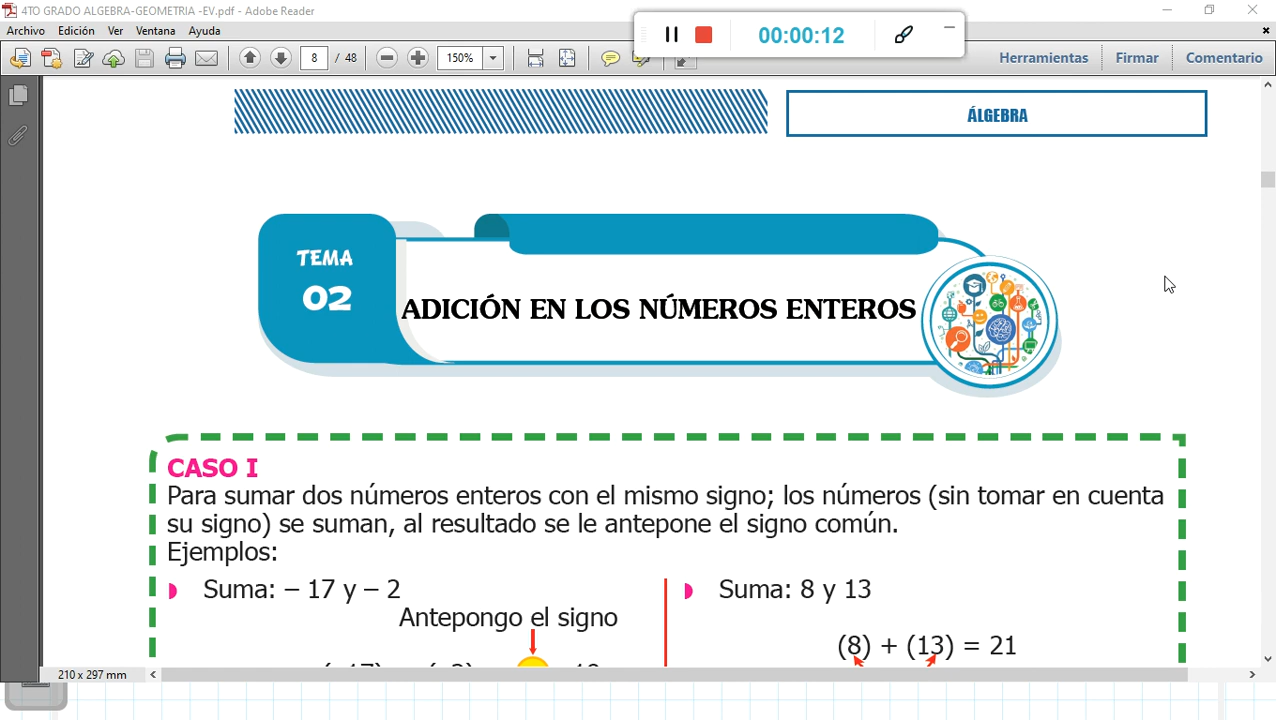 4TO GRADO ALGEBRA-GEOMETRIA -EV.pdf - Adobe Reader
Archivo Edición Ver Ventana Ayuda
00:00:12
8 / 48 150% Herramientas Firmar Comentario
ÁLGEBRA
TEMA
02
ADICIÓN EN LOS NÚMEROS ENTEROS
CASO I
Para sumar dos números enteros con el mismo signo; los números (sin tomar en cuenta
su signo) se suman, al resultado se le antepone el signo común.
Ejemplos:
Suma: – 17 y – 2
Suma: 8 y 13
Antepongo el signo
(8) + (13) = 21
210 x 297 mm